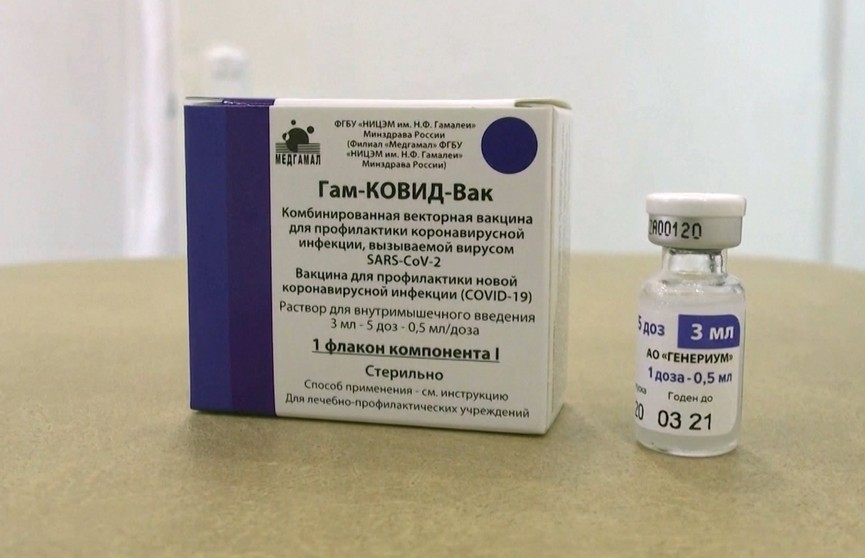 МЕДГАМАЛ
ФГБУ «НИЦЭМ им. Н.Ф. Гамалеи»
Минздрава России
(Филиал «Медгамал» ФГБУ
«НИЦЭМ им. Н.Ф. Гамалеи»
Минздрава России)
Гам-КОВИД-Вак
Комбинированная векторная вакцина
для профилактики коронавирусной
инфекции, вызываемой вирусом
SARS-CoV-2
Вакцина для профилактики новой
коронавирусной инфекции (COVID-19)
Раствор для внутримышечного введения
3 мл - 5 доз - 0,5 мл/доза
1 флакон компонента I
Стерильно
Способ применения - см. инструкцию
Для лечебно-профилактических учреждений
A00120
5 доз 3 мл
АО «ГЕНЕРИУМ»
1 доза - 0,5 мл
Годен до
20 03 21